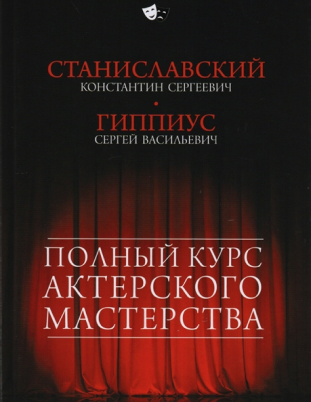 СТАНИСЛАВСКИЙ
КОНСТАНТИН СЕРГЕЕВИЧ
•
ГИППИУС
СЕРГЕЙ ВАСИЛЬЕВИЧ
ПОЛНЫЙ КУРС
АКТЕРСКОГО
МАСТЕРСТВА